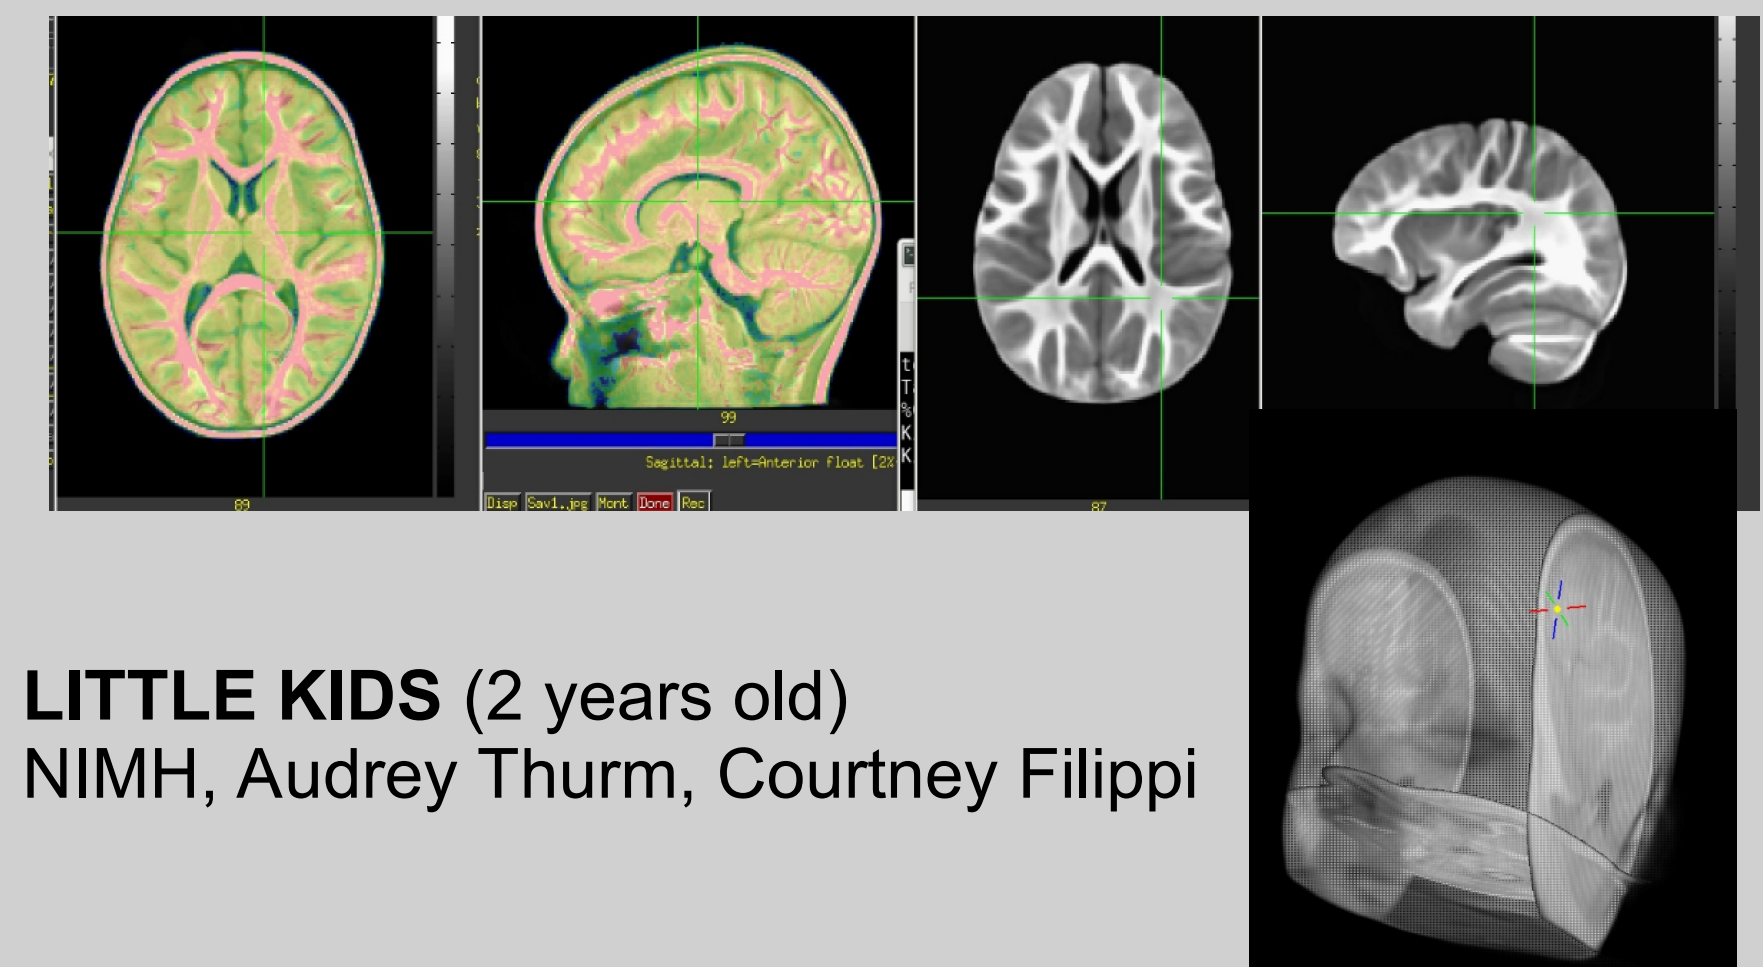 99
Sagittal: left=Anterior float [2%
Disp Sav1.jpg Mont Done Rec
89
87
t
T
%
K
K
LITTLE KIDS (2 years old)
NIMH, Audrey Thurm, Courtney Filippi